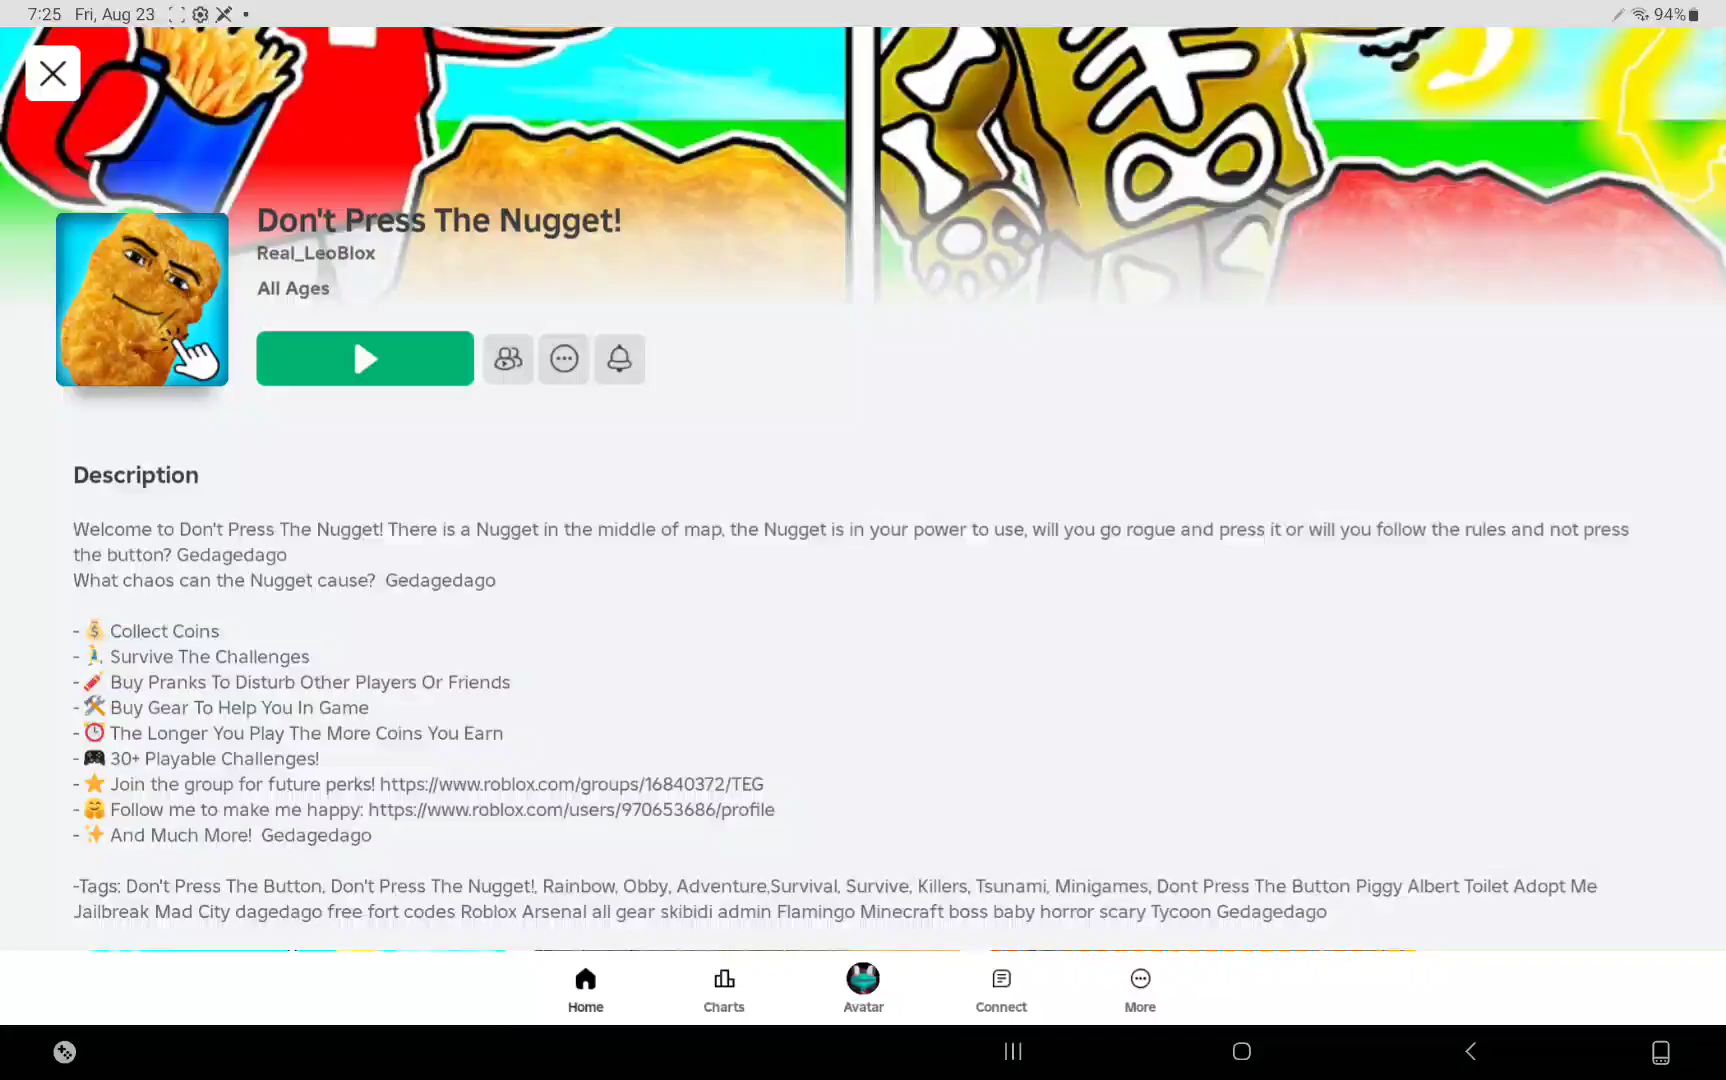 7:25 Fri, Aug 23 94%
Don't Press The Nugget!
Real_LeoBlox
All Ages
Description
Welcome to Don't Press The Nugget! There is a Nugget in the middle of map, the Nugget is in your power to use, will you go rogue and press it or will you follow the rules and not press
the button? Gedagedago
What chaos can the Nugget cause?  Gedagedago
- 💰 Collect Coins
- 🏃 Survive The Challenges
- 🧨 Buy Pranks To Disturb Other Players Or Friends
- 🛠️ Buy Gear To Help You In Game
- ⏰ The Longer You Play The More Coins You Earn
- 🎮 30+ Playable Challenges!
- ⭐ Join the group for future perks! https://www.roblox.com/groups/16840372/TEG
- 🤗 Follow me to make me happy: https://www.roblox.com/users/970653686/profile
- ✨ And Much More!  Gedagedago
-Tags: Don't Press The Button, Don't Press The Nugget!, Rainbow, Obby, Adventure,Survival, Survive, Killers, Tsunami, Minigames, Dont Press The Button Piggy Albert Toilet Adopt Me
Jailbreak Mad City dagedago free fort codes Roblox Arsenal all gear skibidi admin Flamingo Minecraft boss baby horror scary Tycoon Gedagedago
Home Charts Avatar Connect More